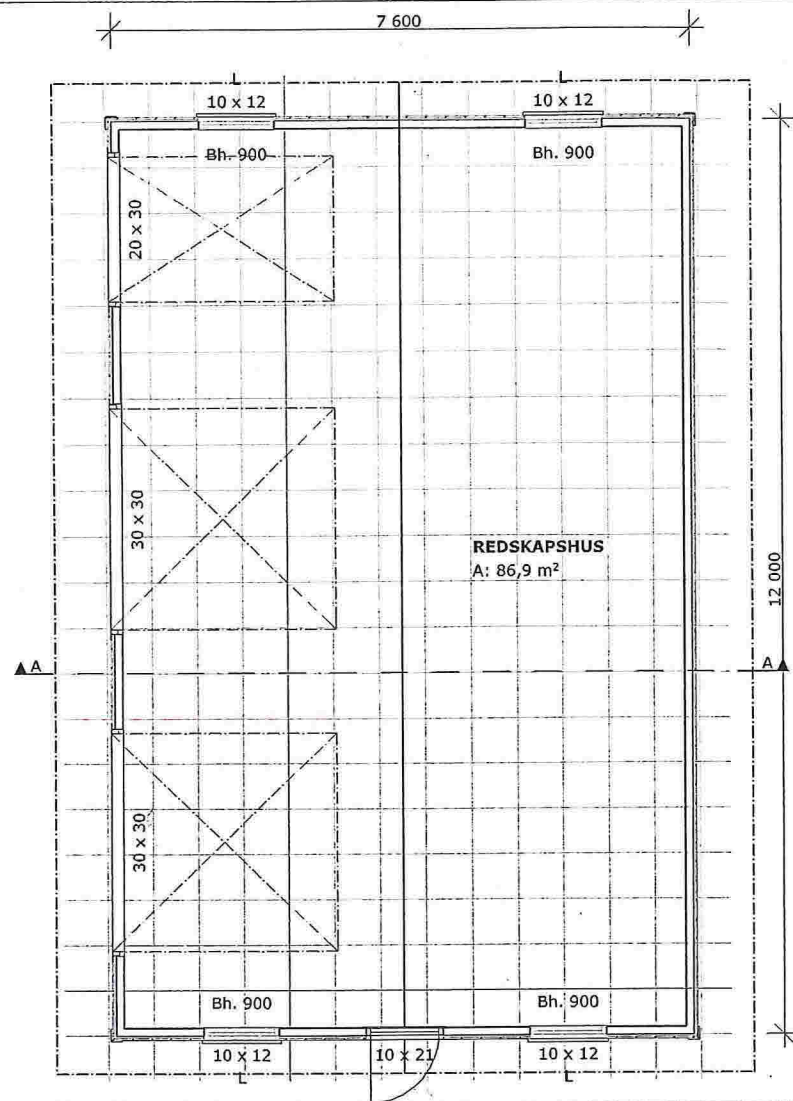 7 600
L
L
10 x 12
10 x 12
Bh. 900
Bh. 900
20 x 30
30 x 30
REDSKAPSHUS
A: 86,9 m²
12 000
A
A
30 x 30
Bh. 900
Bh. 900
10 x 12
10 x 21
10 x 12
L
L